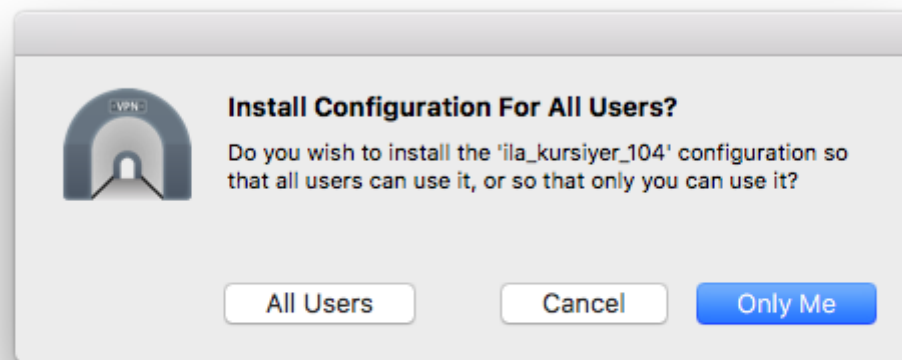 VPN
Install Configuration For All Users?
Do you wish to install the 'ila_kursiyer_104' configuration so
that all users can use it, or so that only you can use it?
All Users
Cancel
Only Me